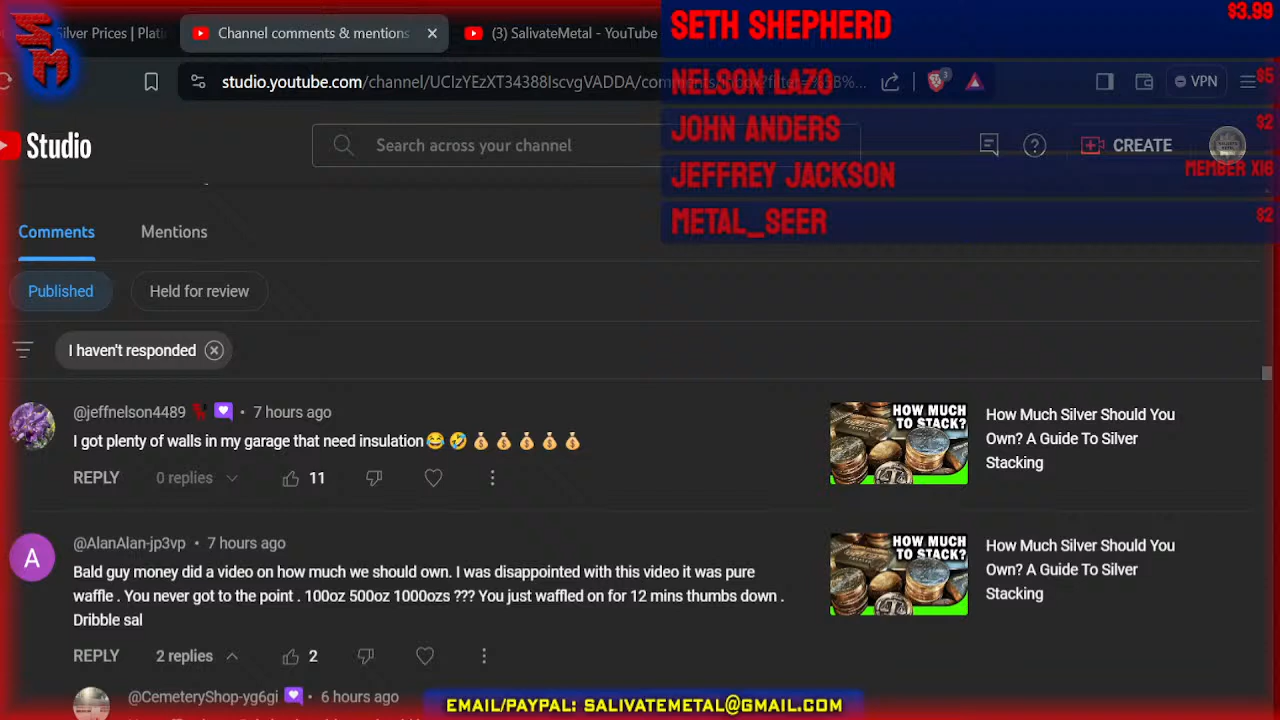 SM
Silver Prices | Plati
Channel comments & mentions
(3) SalivateMetal - YouTube
SETH SHEPHERD
$3.99
studio.youtube.com/channel/UCIzYEzXT34388IscvgVADDA/comments/inbox?filter=%5B%...
3
VPN
NELSON LAZO
$5
JOHN ANDERS
$2
Studio
Search across your channel
CREATE
JEFFREY JACKSON
MEMBER X16
METAL_SEER
$2
Comments
Mentions
Published
Held for review
I haven't responded
@jeffnelson4489 • 7 hours ago
I got plenty of walls in my garage that need insulation😂 🤣 💰 💰 💰 💰 💰
REPLY
0 replies
11
HOW MUCH
TO STACK?
How Much Silver Should You
Own? A Guide To Silver
Stacking
A
@AlanAlan-jp3vp • 7 hours ago
Bald guy money did a video on how much we should own. I was disappointed with this video it was pure
waffle . You never got to the point . 100oz 500oz 1000ozs ??? You just waffled on for 12 mins thumbs down .
Dribble sal
REPLY
2 replies
2
HOW MUCH
TO STACK?
How Much Silver Should You
Own? A Guide To Silver
Stacking
@CemeteryShop-yg6gi • 6 hours ago
EMAIL/PAYPAL: SALIVATEMETAL@GMAIL.COM